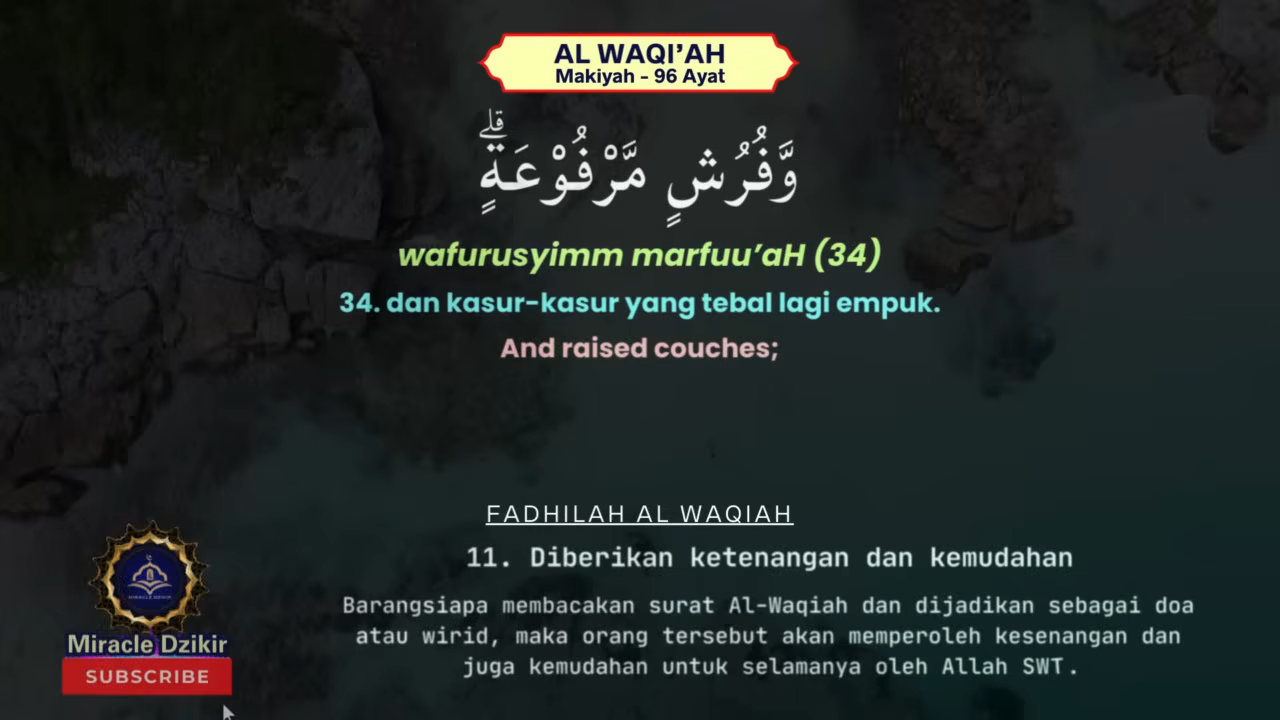 AL WAQI’AH
Makiyah - 96 Ayat
وَّفُرُشٍ مَّرْفُوْعَةٍۗ
wafurusyimm marfuu’aH (34)
34. dan kasur-kasur yang tebal lagi empuk.
And raised couches;
FADHILAH AL WAQIAH
11. Diberikan ketenangan dan kemudahan
Barangsiapa membacakan surat Al-Waqiah dan dijadikan sebagai doa
atau wirid, maka orang tersebut akan memperoleh kesenangan dan
juga kemudahan untuk selamanya oleh Allah SWT.
MIRACLE DZIKIR
Miracle Dzikir
SUBSCRIBE